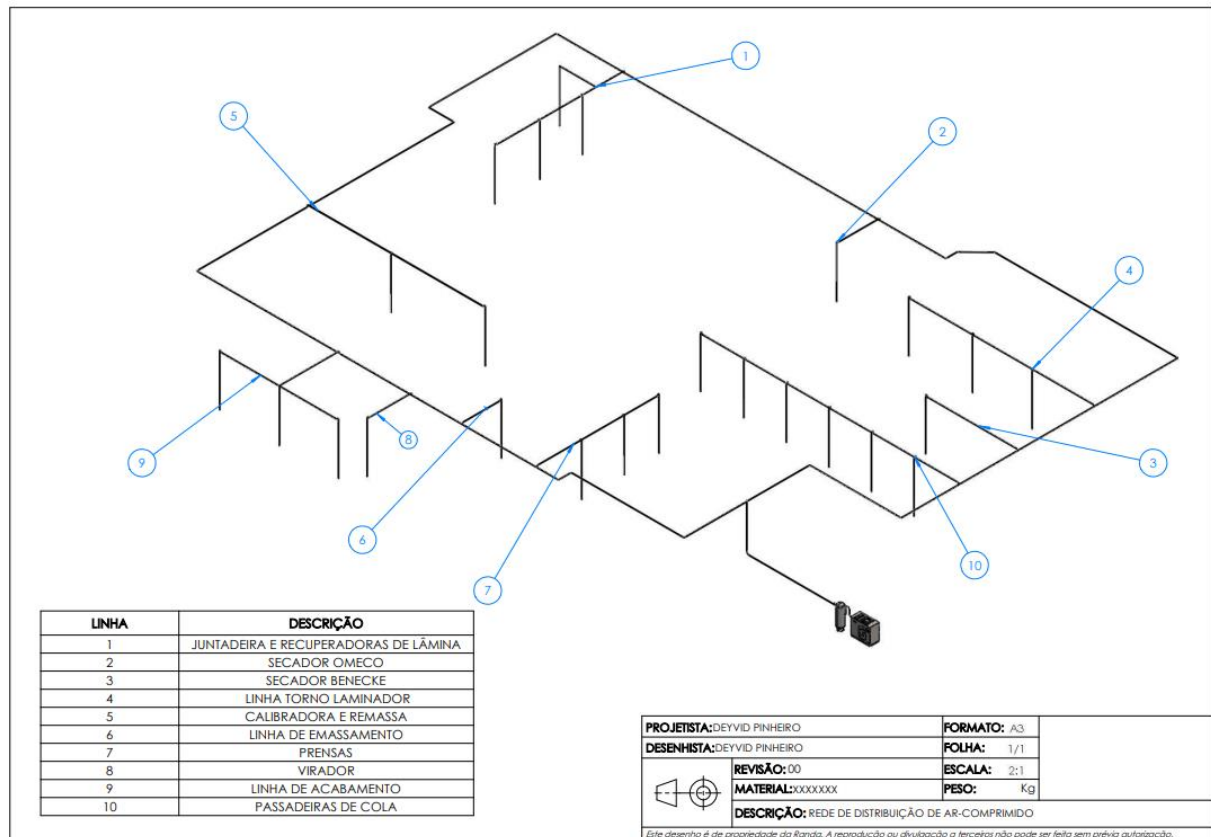 1
5
2
4
8
9
3
6
10
7
LINHA DESCRIÇÃO
1 JUNTADEIRA E RECUPERADORAS DE LÂMINA
2 SECADOR OMECO
3 SECADOR BENECKE
4 LINHA TORNO LAMINADOR
5 CALIBRADORA E REMASSA
6 LINHA DE EMASSAMENTO
7 PRENSAS
8 VIRADOR
9 LINHA DE ACABAMENTO
10 PASSADEIRAS DE COLA
PROJETISTA:DEYVID PINHEIRO FORMATO: A3
DESENHISTA:DEYVID PINHEIRO FOLHA: 1/1
REVISÃO:00 ESCALA: 2:1
MATERIAL:XXXXXXX PESO: Kg
DESCRIÇÃO: REDE DE DISTRIBUIÇÃO DE AR-COMPRIMIDO
Este desenho é de propriedade da Randa. A reprodução ou divulgação a terceiros não pode ser feita sem prévia autorização.